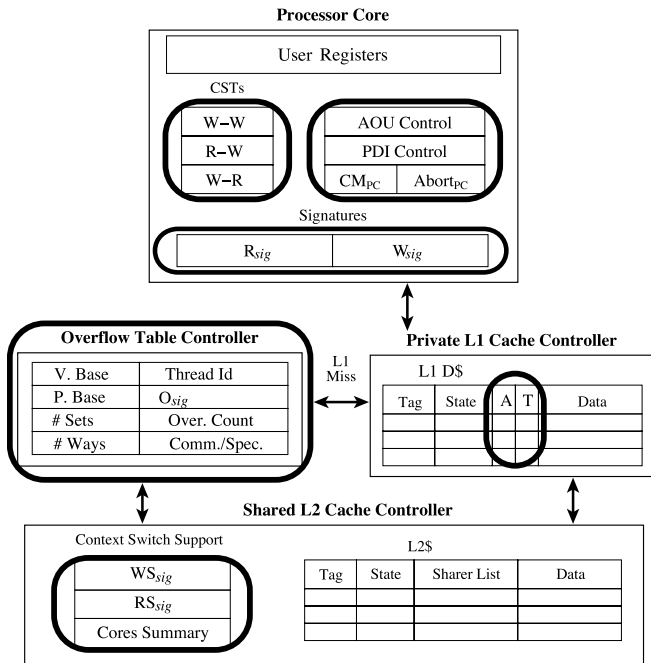 Processor Core
User Registers
CSTs
W–W
AOU Control
R–W
PDI Control
W–R
CMPC
AbortPC
Signatures
Rsig
Wsig
Overflow Table Controller
V. Base
Thread Id
P. Base
Osig
# Sets
Over. Count
# Ways
Comm./Spec.
L1
Miss
Private L1 Cache Controller
L1 D$
Tag
State
A
T
Data
Shared L2 Cache Controller
Context Switch Support
WSsig
RSsig
Cores Summary
L2$
Tag
State
Sharer List
Data